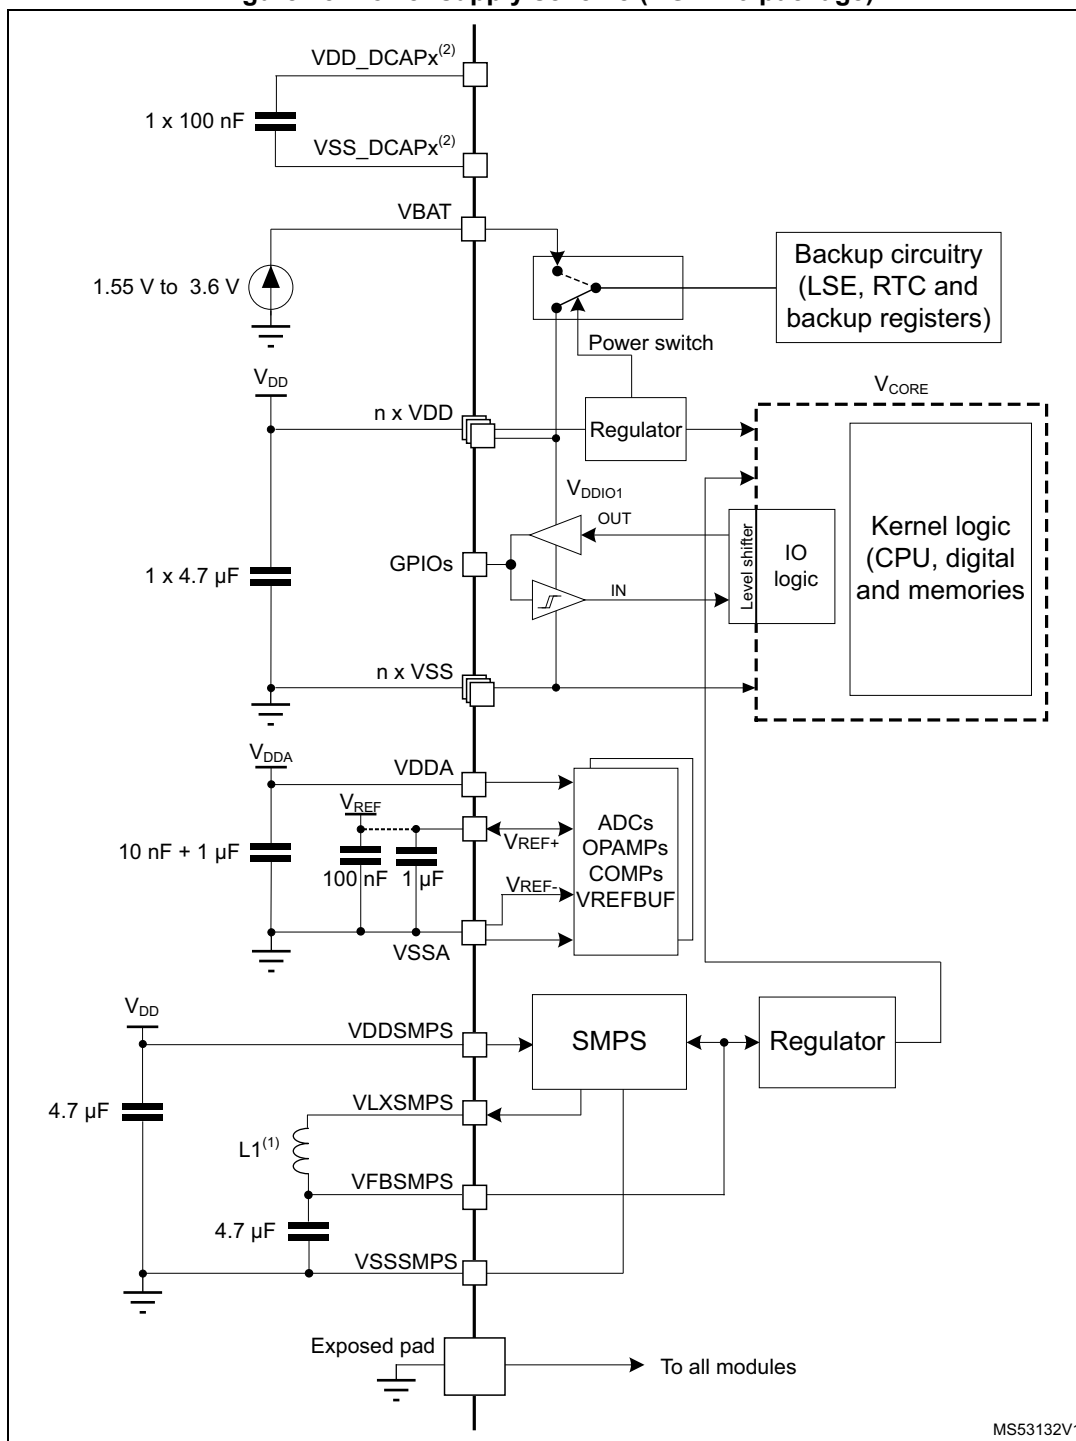 VDD_DCAPx(2)
1 x 100 nF
VSS_DCAPx(2)
VBAT
1.55 V to 3.6 V
Backup circuitry
(LSE, RTC and
backup registers)
Power switch
VDD
VCORE
n x VDD
Regulator
VDDIO1
OUT
GPIOs
1 x 4.7 µF
IN
Level shifter
IO
logic
Kernel logic
(CPU, digital
and memories
n x VSS
VDDA
VDDA
VREF
VREF+
10 nF + 1 µF
100 nF
1 µF
VREF-
ADCs
OPAMPs
COMPs
VREFBUF
VSSA
VDD
VDDSMPS
SMPS
Regulator
4.7 µF
VLXSMPS
L1(1)
VFBSMPS
4.7 µF
VSSSMPS
Exposed pad
To all modules
MS53132V1